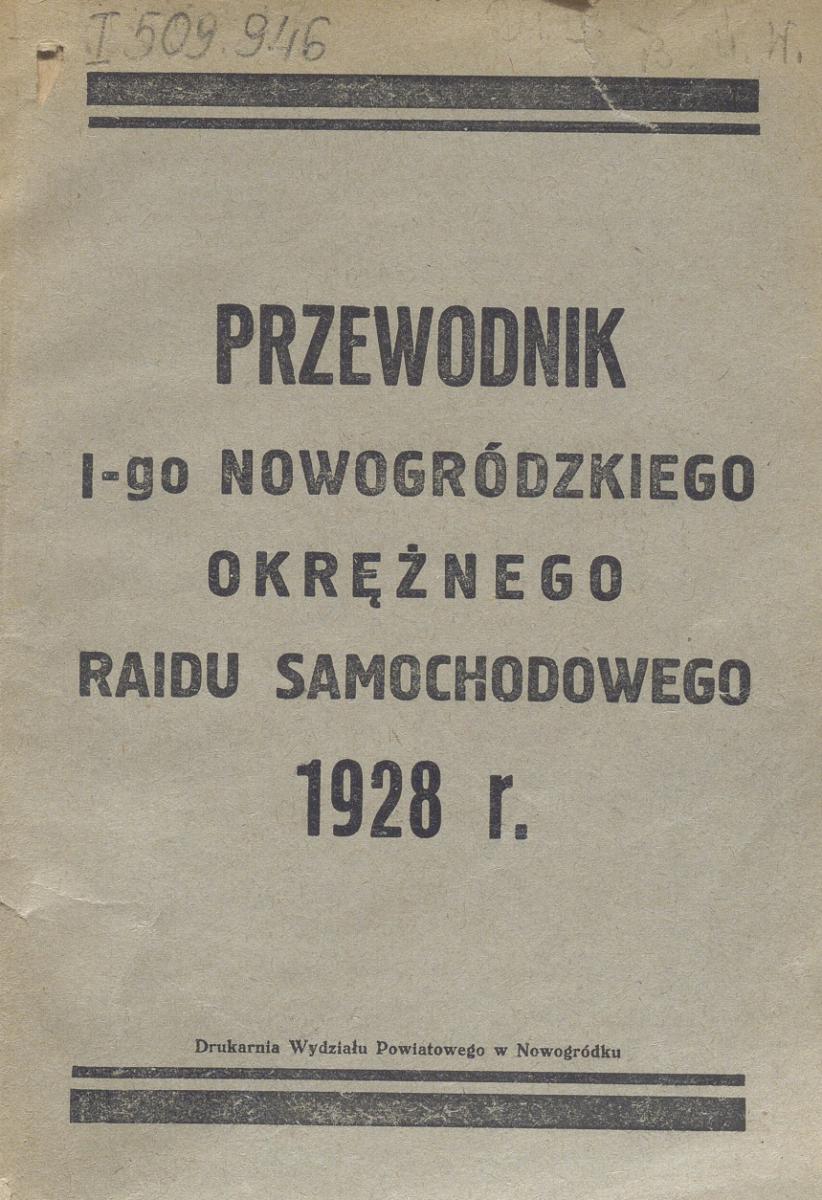 I 509.946
PRZEWODNIK
I-go NOWOGRÓDZKIEGO
OKRĘŻNEGO
RAIDU SAMOCHODOWEGO
1928 r.
Drukarnia Wydziału Powiatowego w Nowogródku